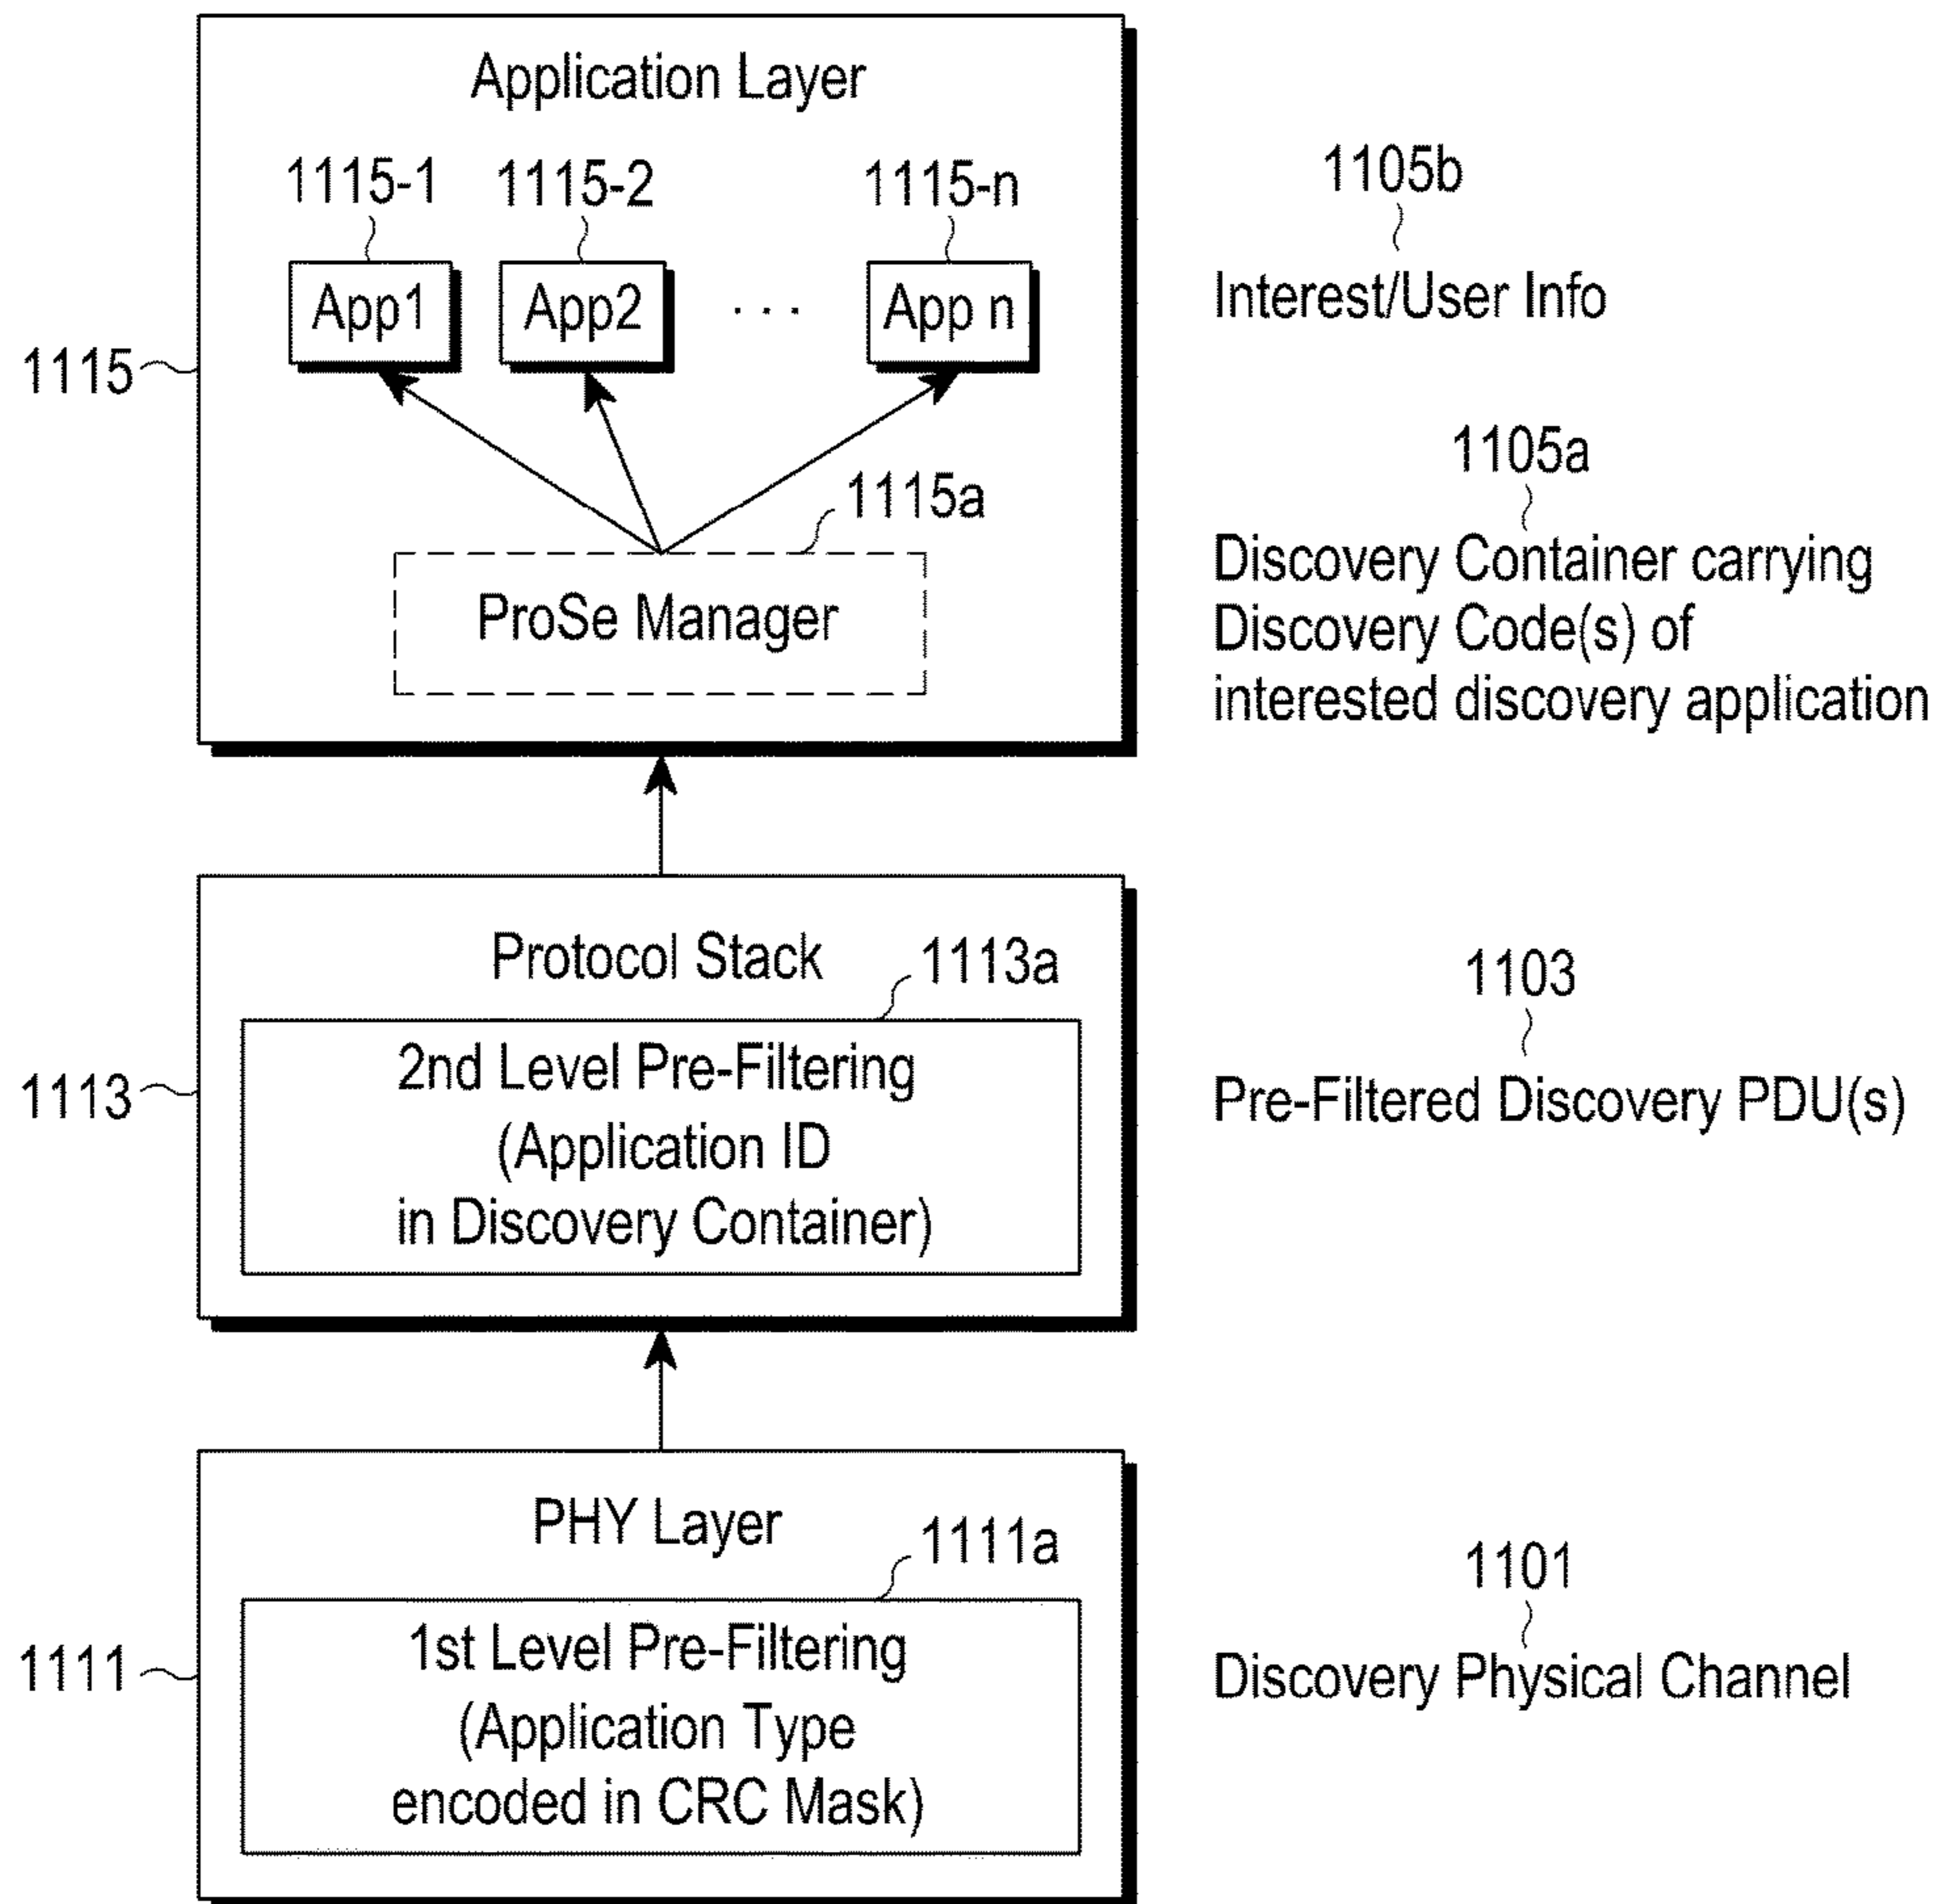 Application Layer
1115-1 1115-2 1115-n
1105b
App1 App2 . . . App n
Interest/User Info
1115
1105a
1115a
Discovery Container carrying
Discovery Code(s) of
interested discovery application
ProSe Manager
Protocol Stack
1113a
1103
2nd Level Pre-Filtering
(Application ID
in Discovery Container)
1113
Pre-Filtered Discovery PDU(s)
PHY Layer
1111a
1101
1st Level Pre-Filtering
(Application Type
encoded in CRC Mask)
1111
Discovery Physical Channel